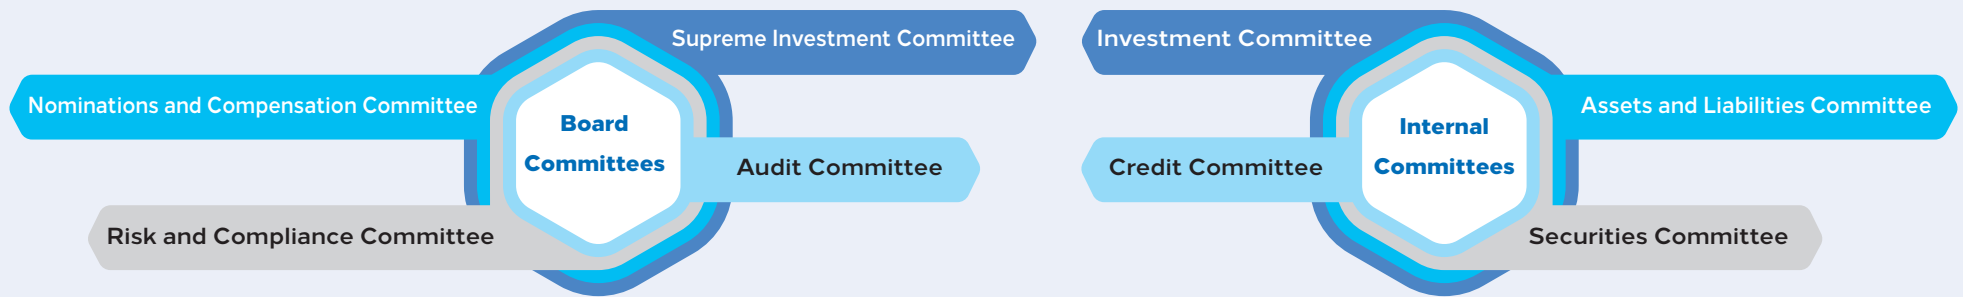 Supreme Investment Committee
Nominations and Compensation Committee
Board
Committees
Audit Committee
Risk and Compliance Committee
Investment Committee
Assets and Liabilities Committee
Internal
Committees
Credit Committee
Securities Committee